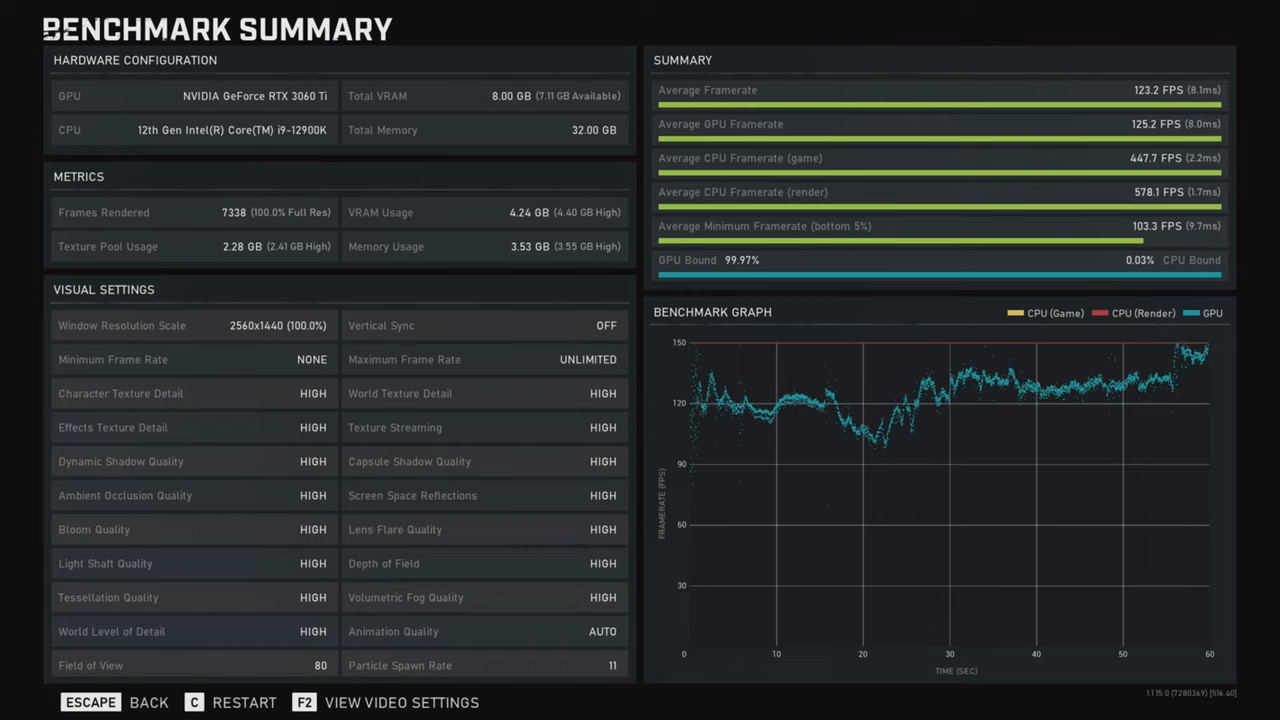 BENCHMARK SUMMARY
HARDWARE CONFIGURATION
GPU NVIDIA GeForce RTX 3060 Ti Total VRAM 8.00 GB (7.11 GB Available)
CPU 12th Gen Intel(R) Core(TM) i9-12900K Total Memory 32.00 GB
METRICS
Frames Rendered 7338 (100.0% Full Res) VRAM Usage 4.24 GB (4.40 GB High)
Texture Pool Usage 2.28 GB (2.41 GB High) Memory Usage 3.53 GB (3.55 GB High)
VISUAL SETTINGS
Window Resolution Scale 2560x1440 (100.0%) Vertical Sync OFF
Minimum Frame Rate NONE Maximum Frame Rate UNLIMITED
Character Texture Detail HIGH World Texture Detail HIGH
Effects Texture Detail HIGH Texture Streaming HIGH
Dynamic Shadow Quality HIGH Capsule Shadow Quality HIGH
Ambient Occlusion Quality HIGH Screen Space Reflections HIGH
Bloom Quality HIGH Lens Flare Quality HIGH
Light Shaft Quality HIGH Depth of Field HIGH
Tessellation Quality HIGH Volumetric Fog Quality HIGH
World Level of Detail HIGH Animation Quality AUTO
Field of View 80 Particle Spawn Rate 11
SUMMARY
Average Framerate 123.2 FPS (8.1ms)
Average GPU Framerate 125.2 FPS (8.0ms)
Average CPU Framerate (game) 447.7 FPS (2.2ms)
Average CPU Framerate (render) 578.1 FPS (1.7ms)
Average Minimum Framerate (bottom 5%) 103.3 FPS (9.7ms)
GPU Bound 99.97% 0.03% CPU Bound
BENCHMARK GRAPH CPU (Game) CPU (Render) GPU
150
120
90
60
30
FRAMERATE (FPS)
0 10 20 30 40 50 60
TIME (SEC)
1.1.15.0 (7280369) [516.40]
ESCAPE BACK C RESTART F2 VIEW VIDEO SETTINGS